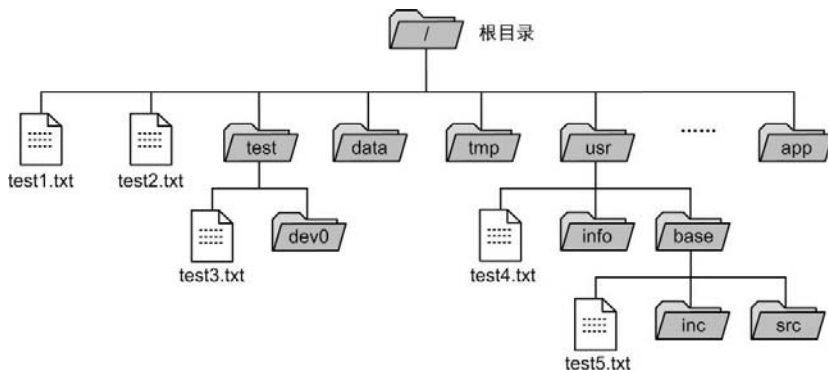 / 根目录
test data tmp usr ...... app
test1.txt test2.txt
dev0 info base
test3.txt test4.txt
inc src
test5.txt